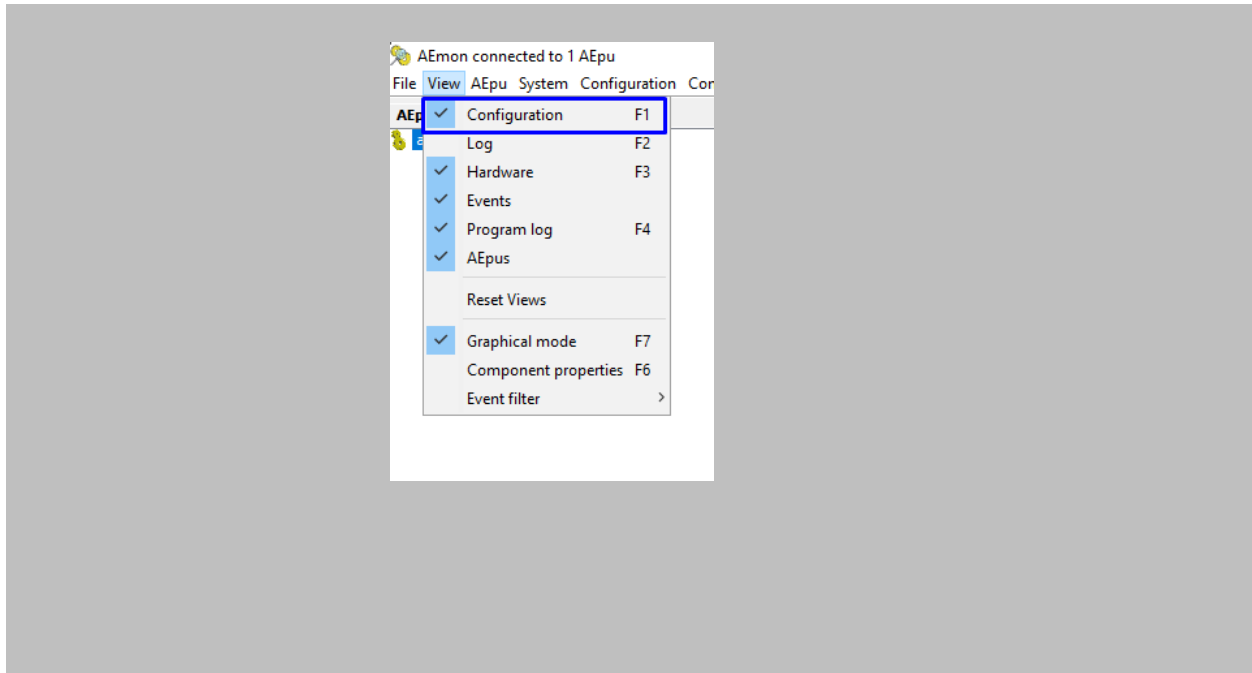 AEmon connected to 1 AEpu
File View AEpu System Configuration
AEp
Configuration F1
Log F2
Hardware F3
Events
Program log F4
AEpus
Reset Views
Graphical mode F7
Component properties F6
Event filter